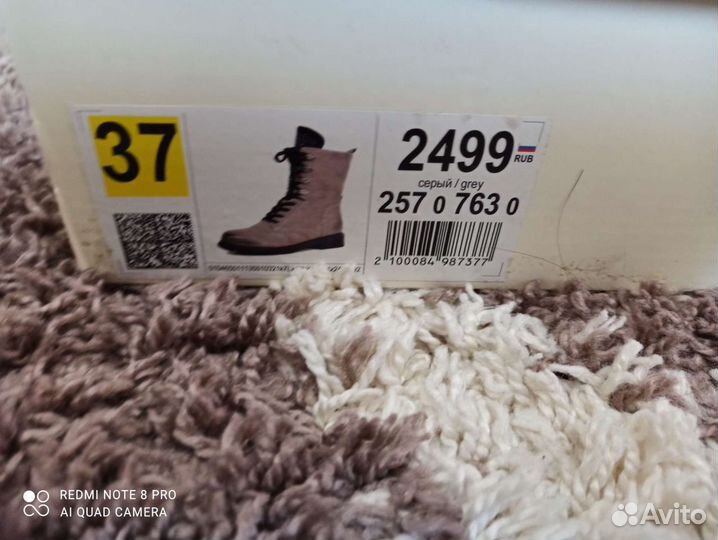 37
2499
RUB
серый / grey
257 0 763 0
2 100084 987377
REDMI NOTE 8 PRO
AI QUAD CAMERA
Avito